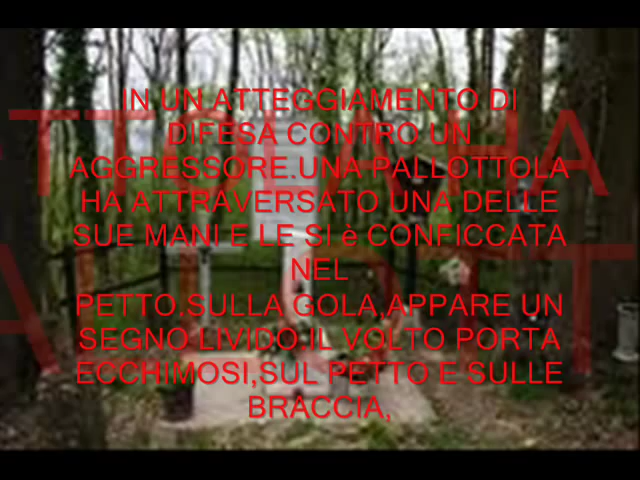 IN UN ATTEGGIAMENTO DI
DIFESA CONTRO UN
AGGRESSORE.UNA PALLOTTOLA
HA ATTRAVERSATO UNA DELLE
SUE MANI E LE SI è CONFICCATA
NEL
PETTO.SULLA GOLA,APPARE UN
SEGNO LIVIDO.IL VOLTO PORTA
ECCHIMOSI,SUL PETTO E SULLE
BRACCIA,